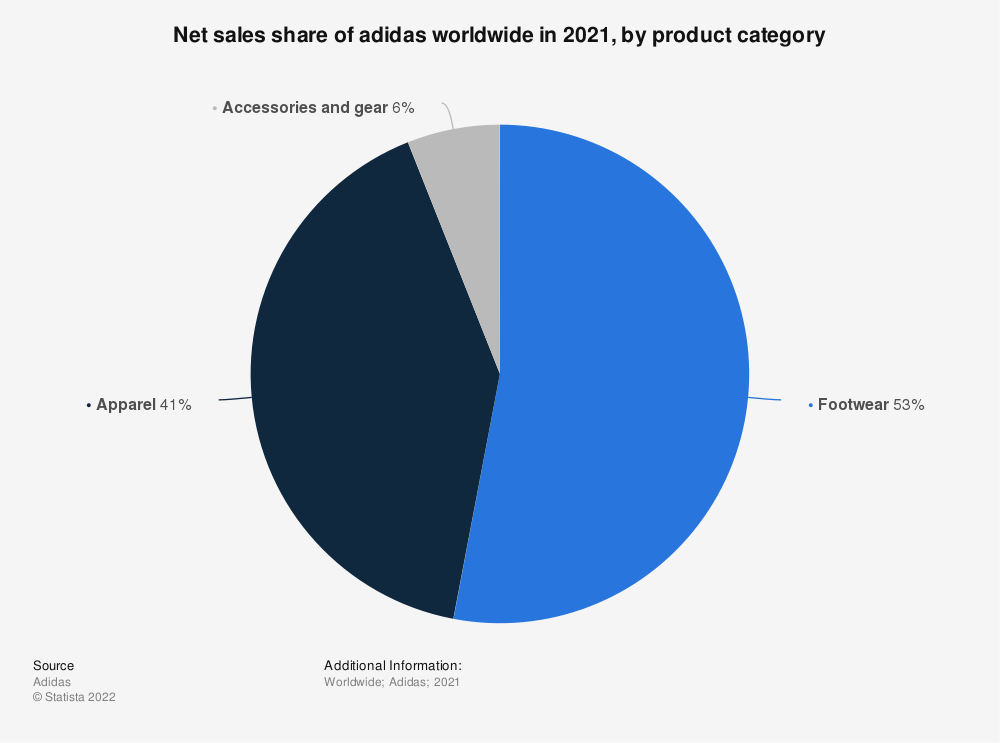 Net sales share of adidas worldwide in 2021, by product category
Accessories and gear 6%
Apparel 41%
Footwear 53%
Source
Adidas
© Statista 2022
Additional Information:
Worldwide; Adidas; 2021